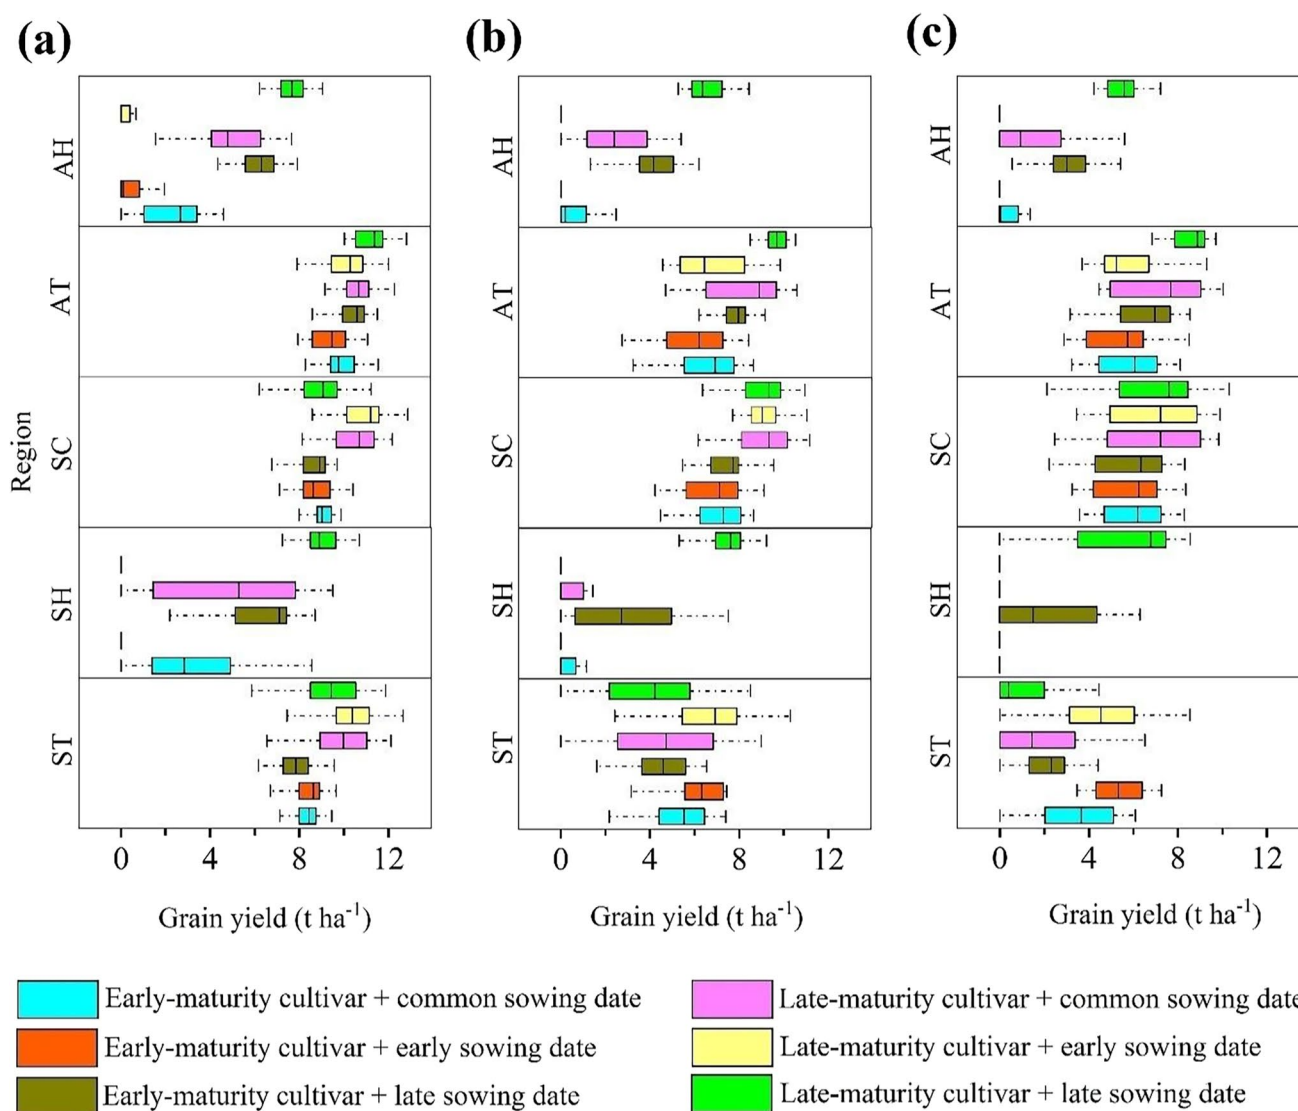 (a) (b) (c)
AH AH AH
AT AT AT
Region
SC SC SC
SH SH SH
ST ST ST
0 4 8 12 0 4 8 12 0 4 8 12
Grain yield (t ha⁻¹) Grain yield (t ha⁻¹) Grain yield (t ha⁻¹)
Early-maturity cultivar + common sowing date Late-maturity cultivar + common sowing date
Early-maturity cultivar + early sowing date Late-maturity cultivar + early sowing date
Early-maturity cultivar + late sowing date Late-maturity cultivar + late sowing date